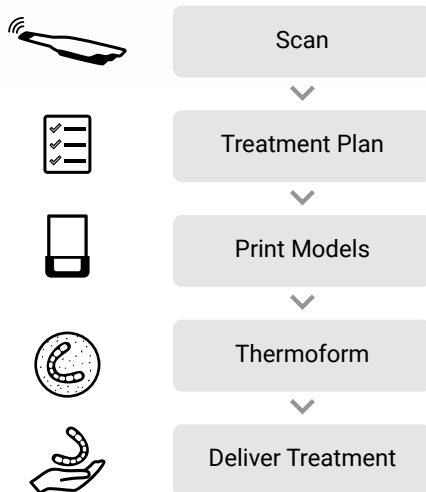 Scan
Treatment Plan
Print Models
Thermoform
Deliver Treatment